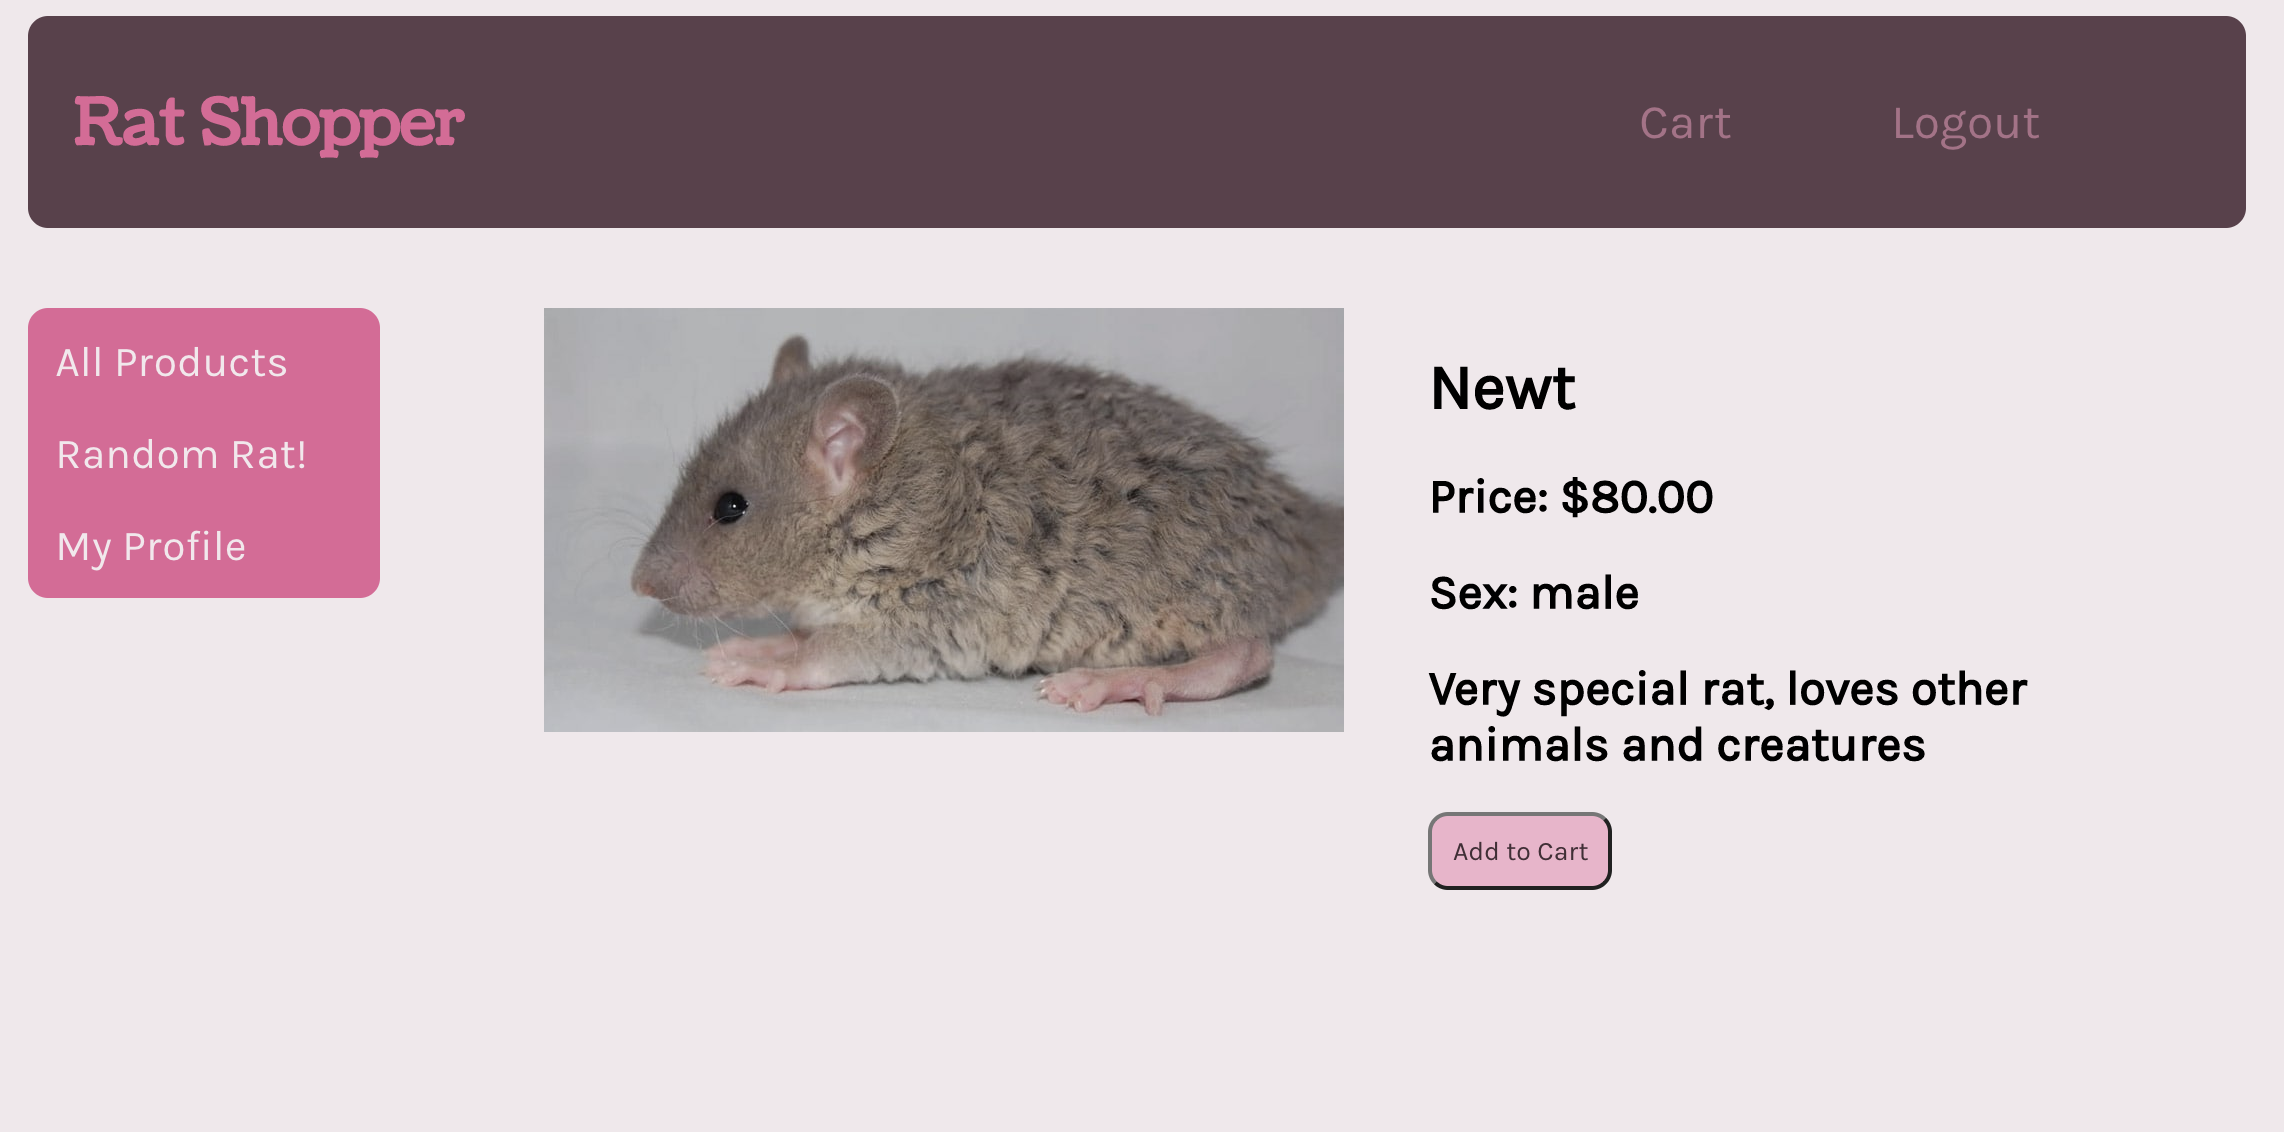 Rat Shopper
Cart
Logout
All Products
Random Rat!
My Profile
Newt
Price: $80.00
Sex: male
Very special rat, loves other
animals and creatures
Add to Cart